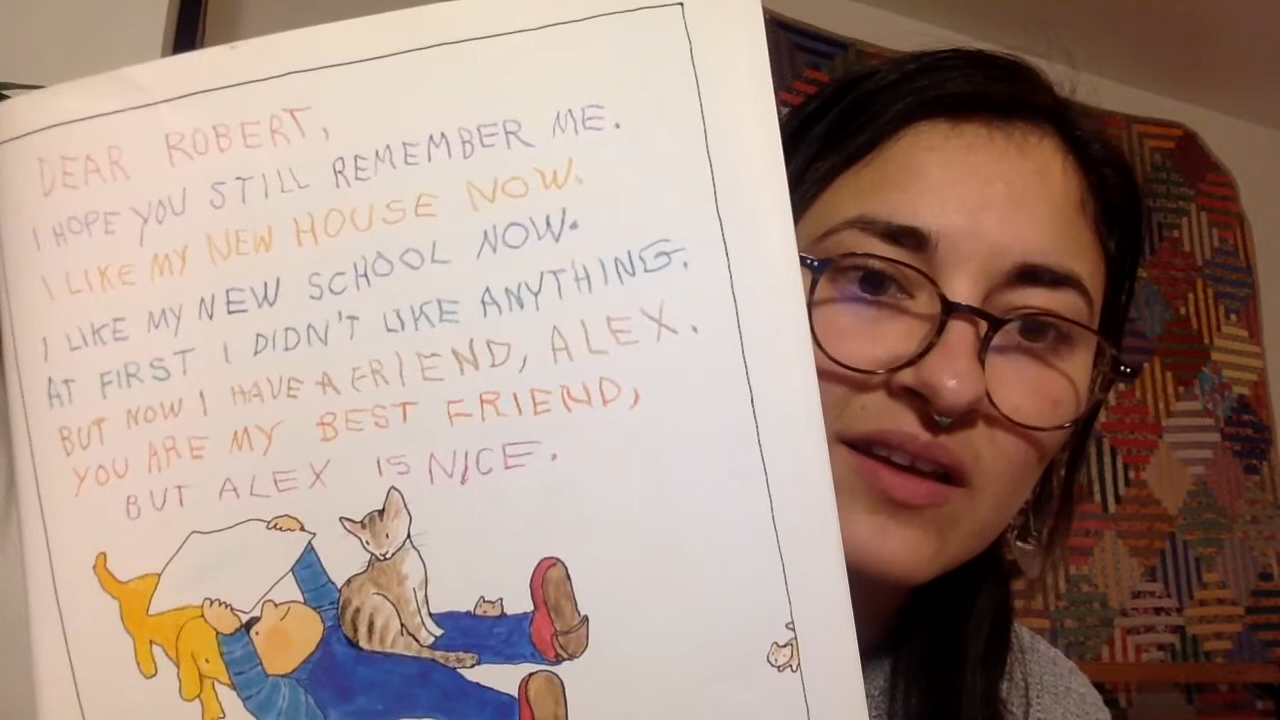 DEAR ROBERT,
I HOPE YOU STILL REMEMBER ME.
I LIKE MY NEW HOUSE NOW.
I LIKE MY NEW SCHOOL NOW.
AT FIRST I DIDN'T LIKE ANYTHING.
BUT NOW I HAVE A FRIEND, ALEX.
YOU ARE MY BEST FRIEND,
BUT ALEX IS NICE.